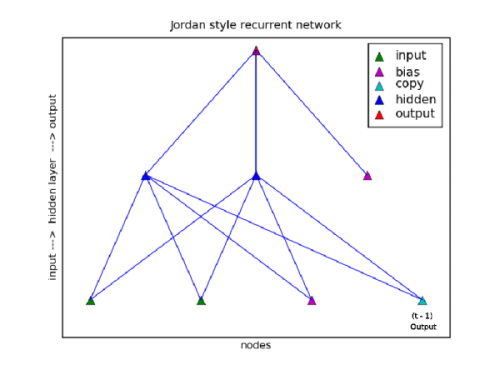 Jordan style recurrent network
input
bias
copy
hidden
output
input ---> hidden layer ---> output
(t - 1)
Output
nodes